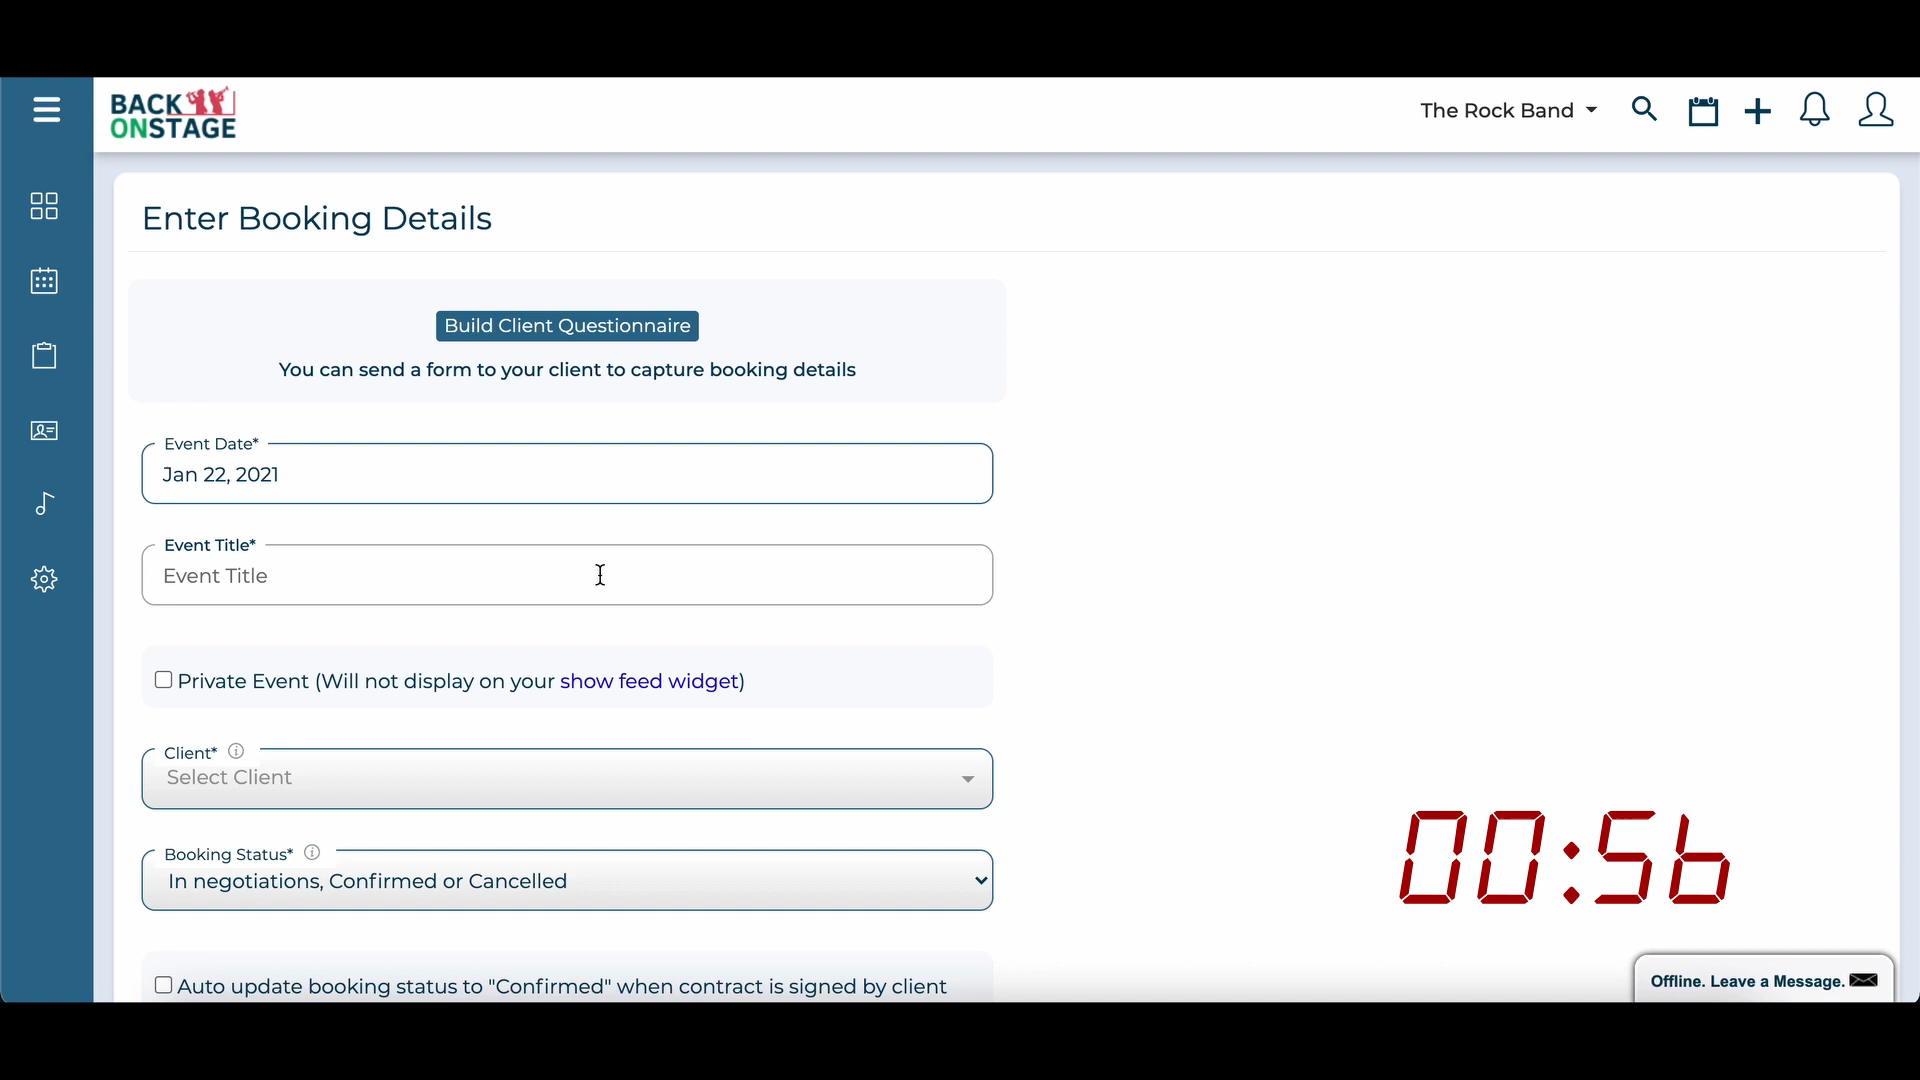 BACK
ONSTAGE
The Rock Band
Enter Booking Details
Build Client Questionnaire
You can send a form to your client to capture booking details
Event Date*
Jan 22, 2021
Event Title*
Event Title
Private Event (Will not display on your show feed widget)
Client*
Select Client
Booking Status*
In negotiations, Confirmed or Cancelled
00:56
Auto update booking status to "Confirmed" when contract is signed by client
Offline. Leave a Message.